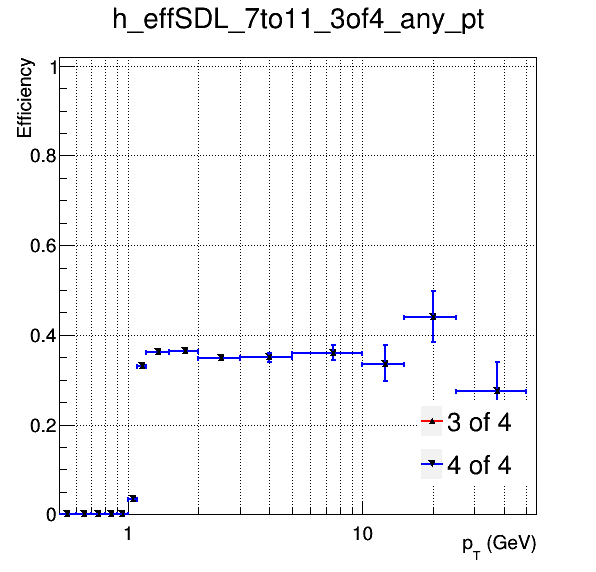 h_effSDL_7to11_3of4_any_pt
Efficiency
1
0.8
0.6
0.4
0.2
0
3 of 4
4 of 4
1 10
p_T (GeV)